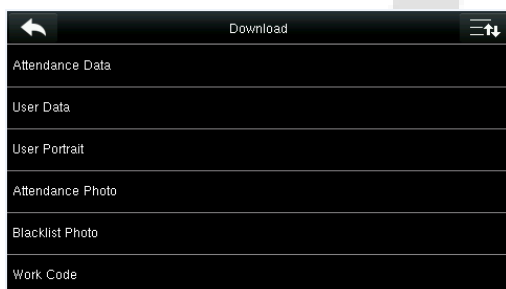 Download
Attendance Data
User Data
User Portrait
Attendance Photo
Blacklist Photo
Work Code